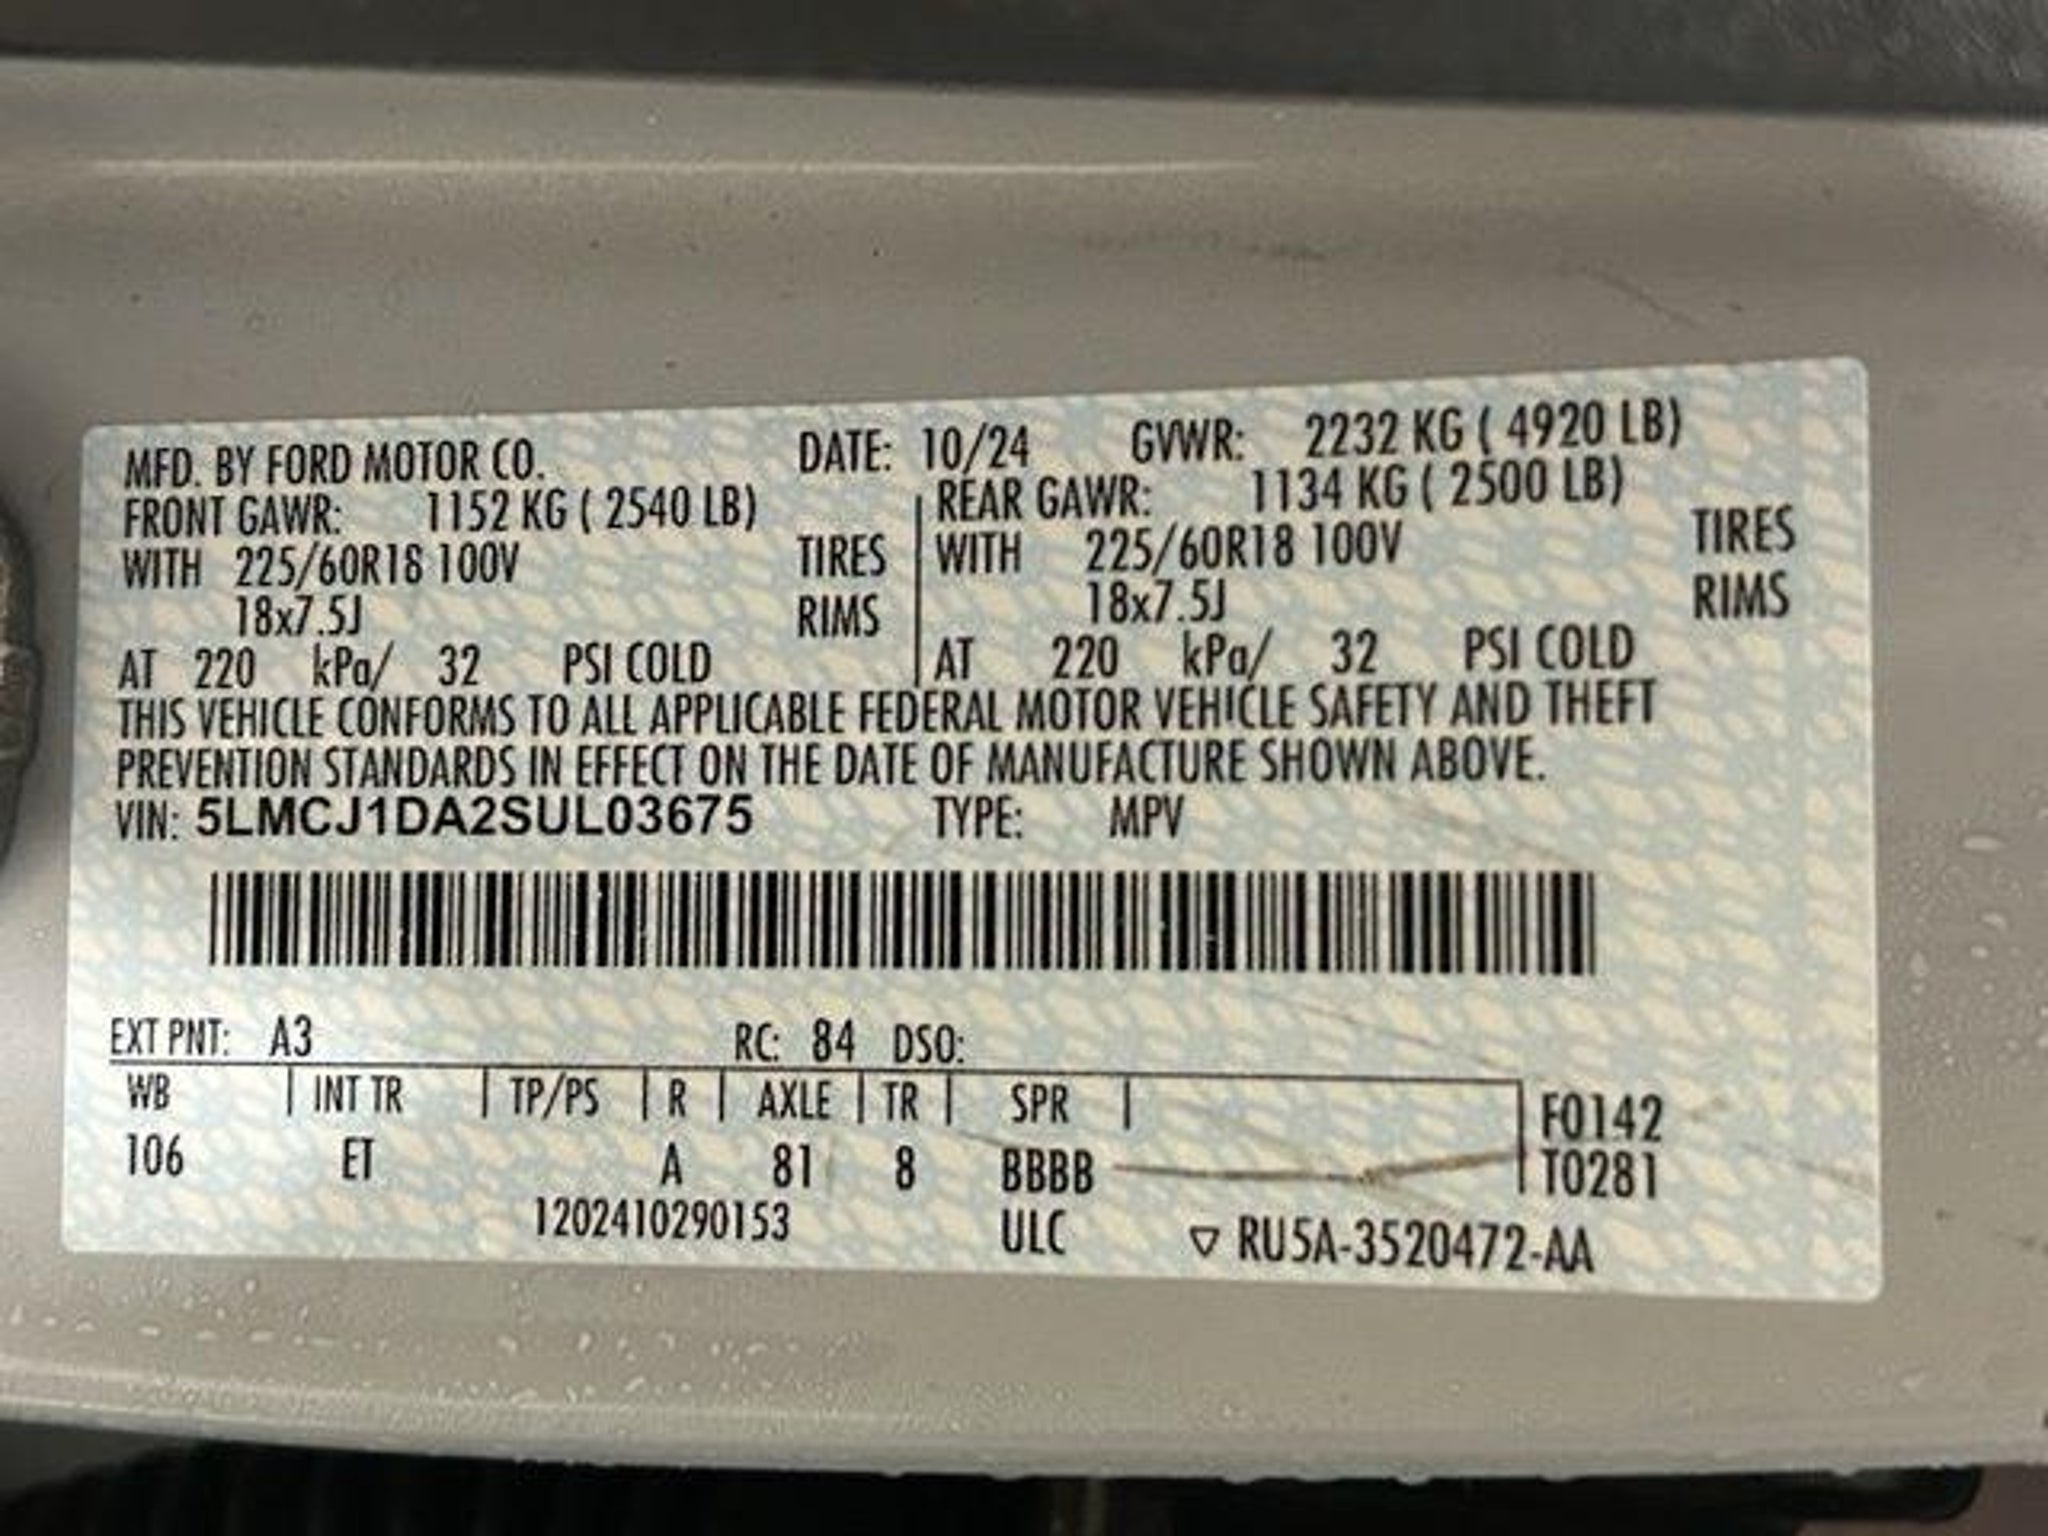 MFD. BY FORD MOTOR CO. DATE: 10/24 GVWR: 2232 KG ( 4920 LB)
FRONT GAWR: 1152 KG ( 2540 LB) REAR GAWR: 1134 KG ( 2500 LB)
WITH 225/60R18 100V TIRES WITH 225/60R18 100V TIRES
18x7.5J RIMS 18x7.5J RIMS
AT 220 kPa/ 32 PSI COLD AT 220 kPa/ 32 PSI COLD
THIS VEHICLE CONFORMS TO ALL APPLICABLE FEDERAL MOTOR VEHICLE SAFETY AND THEFT
PREVENTION STANDARDS IN EFFECT ON THE DATE OF MANUFACTURE SHOWN ABOVE.
VIN: 5LMCJ1DA2SUL03675 TYPE: MPV
EXT PNT: A3 RC: 84 DSO:
WB | INT TR | TP/PS | R | AXLE | TR | SPR | F0142
106 ET A 81 8 BBBB T0281
1202410290153 ULC ▽ RU5A-3520472-AA